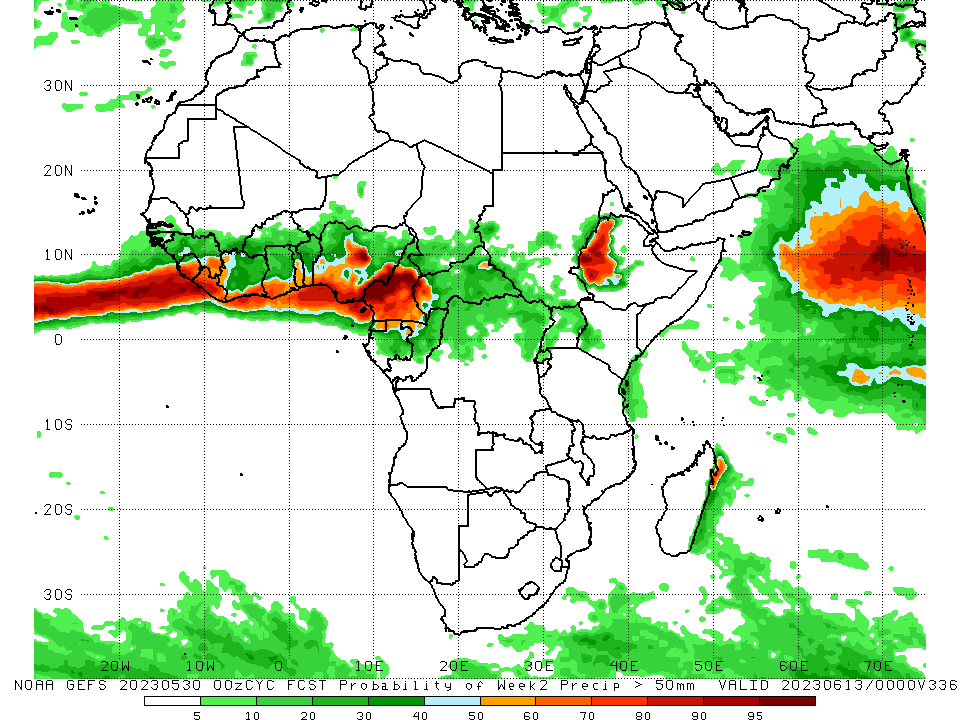 30N
20N
10N
0
10S
20S
30S
20W 10W 0 10E 20E 30E 40E 50E 60E 70E
NOAA GEFS 20230530 00zCYC FCST Probability of Week2 Precip > 50mm VALID 20230613/0000V336
5 10 20 30 40 50 60 70 80 90 95